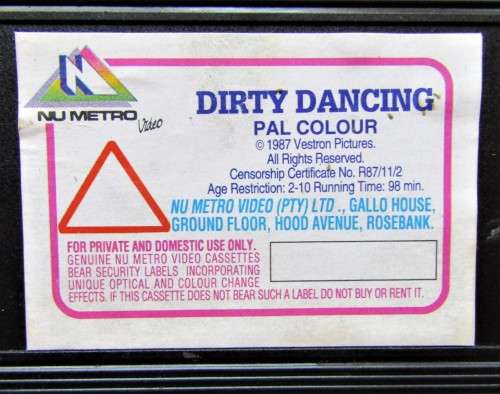 N
NU METRO
Video
DIRTY DANCING
PAL COLOUR
© 1987 Vestron Pictures.
All Rights Reserved.
Censorship Certificate No. R87/11/2
Age Restriction: 2-10 Running Time: 98 min.
NU METRO VIDEO (PTY) LTD ., GALLO HOUSE,
GROUND FLOOR, HOOD AVENUE, ROSEBANK.
FOR PRIVATE AND DOMESTIC USE ONLY.
GENUINE NU METRO VIDEO CASSETTES
BEAR SECURITY LABELS INCORPORATING
UNIQUE OPTICAL AND COLOUR CHANGE
EFFECTS. IF THIS CASSETTE DOES NOT BEAR SUCH A LABEL DO NOT BUY OR RENT IT.